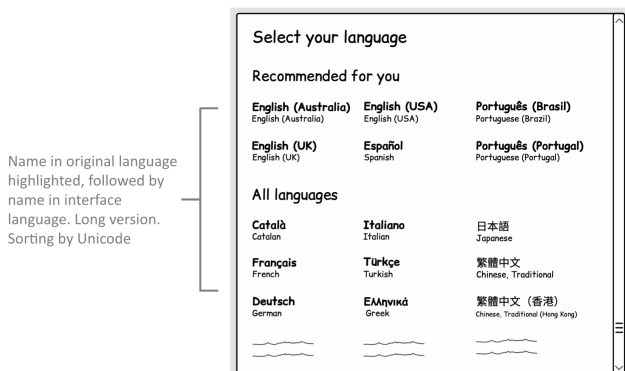 Select your language
Recommended for you
English (Australia)
English (Australia)
English (USA)
English (USA)
Português (Brasil)
Portuguese (Brazil)
English (UK)
English (UK)
Español
Spanish
Português (Portugal)
Portuguese (Portugal)
All languages
Català
Catalan
Italiano
Italian
日本語
Japanese
Français
French
Türkçe
Turkish
繁體中文
Chinese, Traditional
Deutsch
German
Ελληνικά
Greek
繁體中文（香港）
Chinese, Traditional (Hong Kong)
Name in original language
highlighted, followed by
name in interface
language. Long version.
Sorting by Unicode